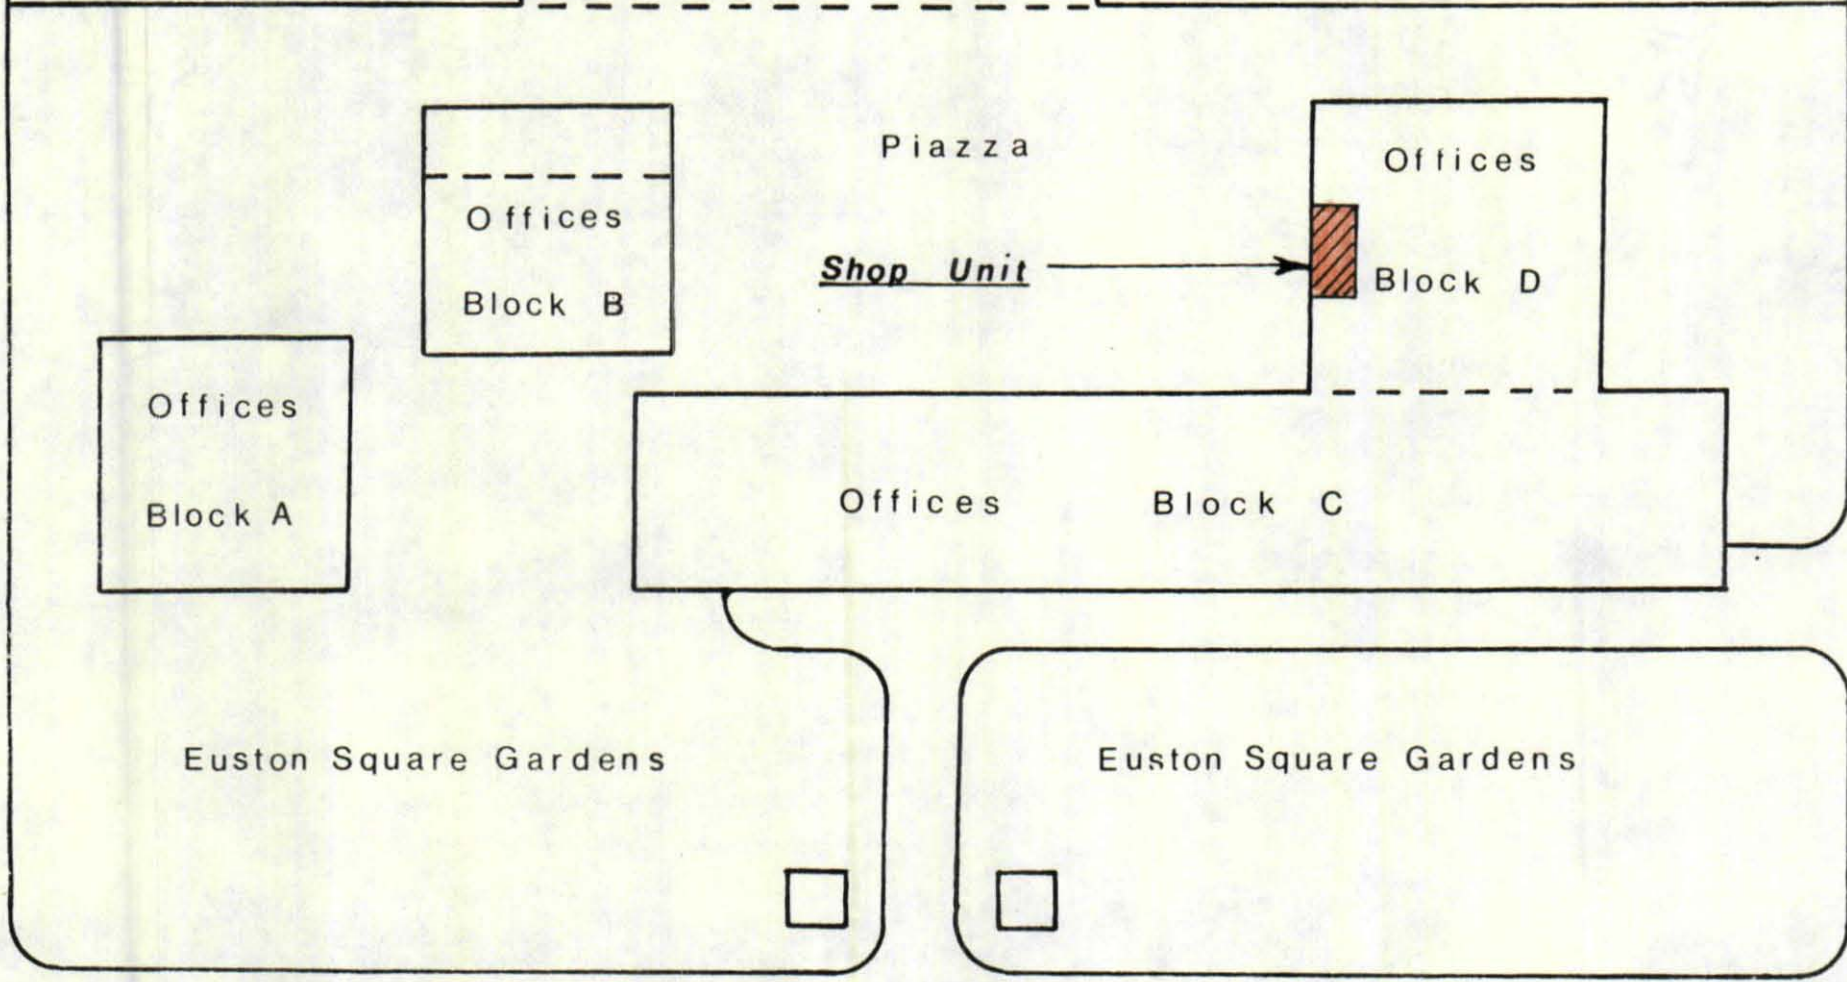 Piazza
Offices
Offices
Shop Unit
Block D
Block B
Offices
Offices Block C
Block A
Euston Square Gardens
Euston Square Gardens